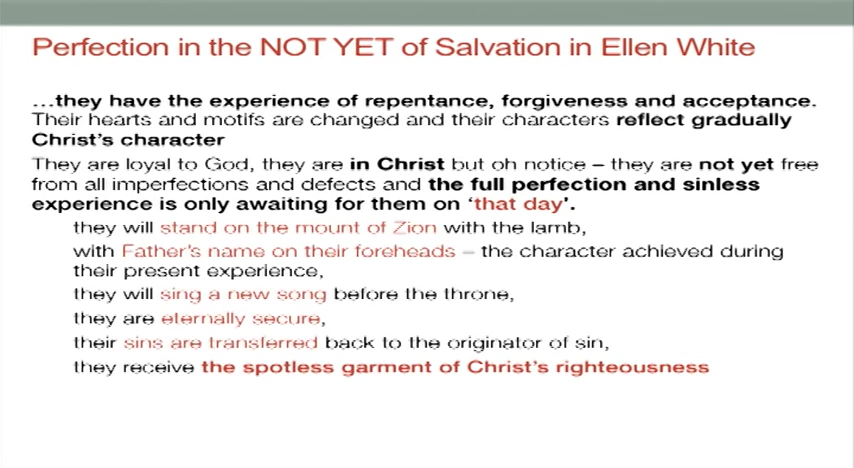 Perfection in the NOT YET of Salvation in Ellen White
…they have the experience of repentance, forgiveness and acceptance.
Their hearts and motifs are changed and their characters reflect gradually
Christ's character
They are loyal to God, they are in Christ but oh notice – they are not yet free
from all imperfections and defects and the full perfection and sinless
experience is only awaiting for them on 'that day'.
they will stand on the mount of Zion with the lamb,
with Father's name on their foreheads – the character achieved during
their present experience,
they will sing a new song before the throne,
they are eternally secure,
their sins are transferred back to the originator of sin,
they receive the spotless garment of Christ's righteousness